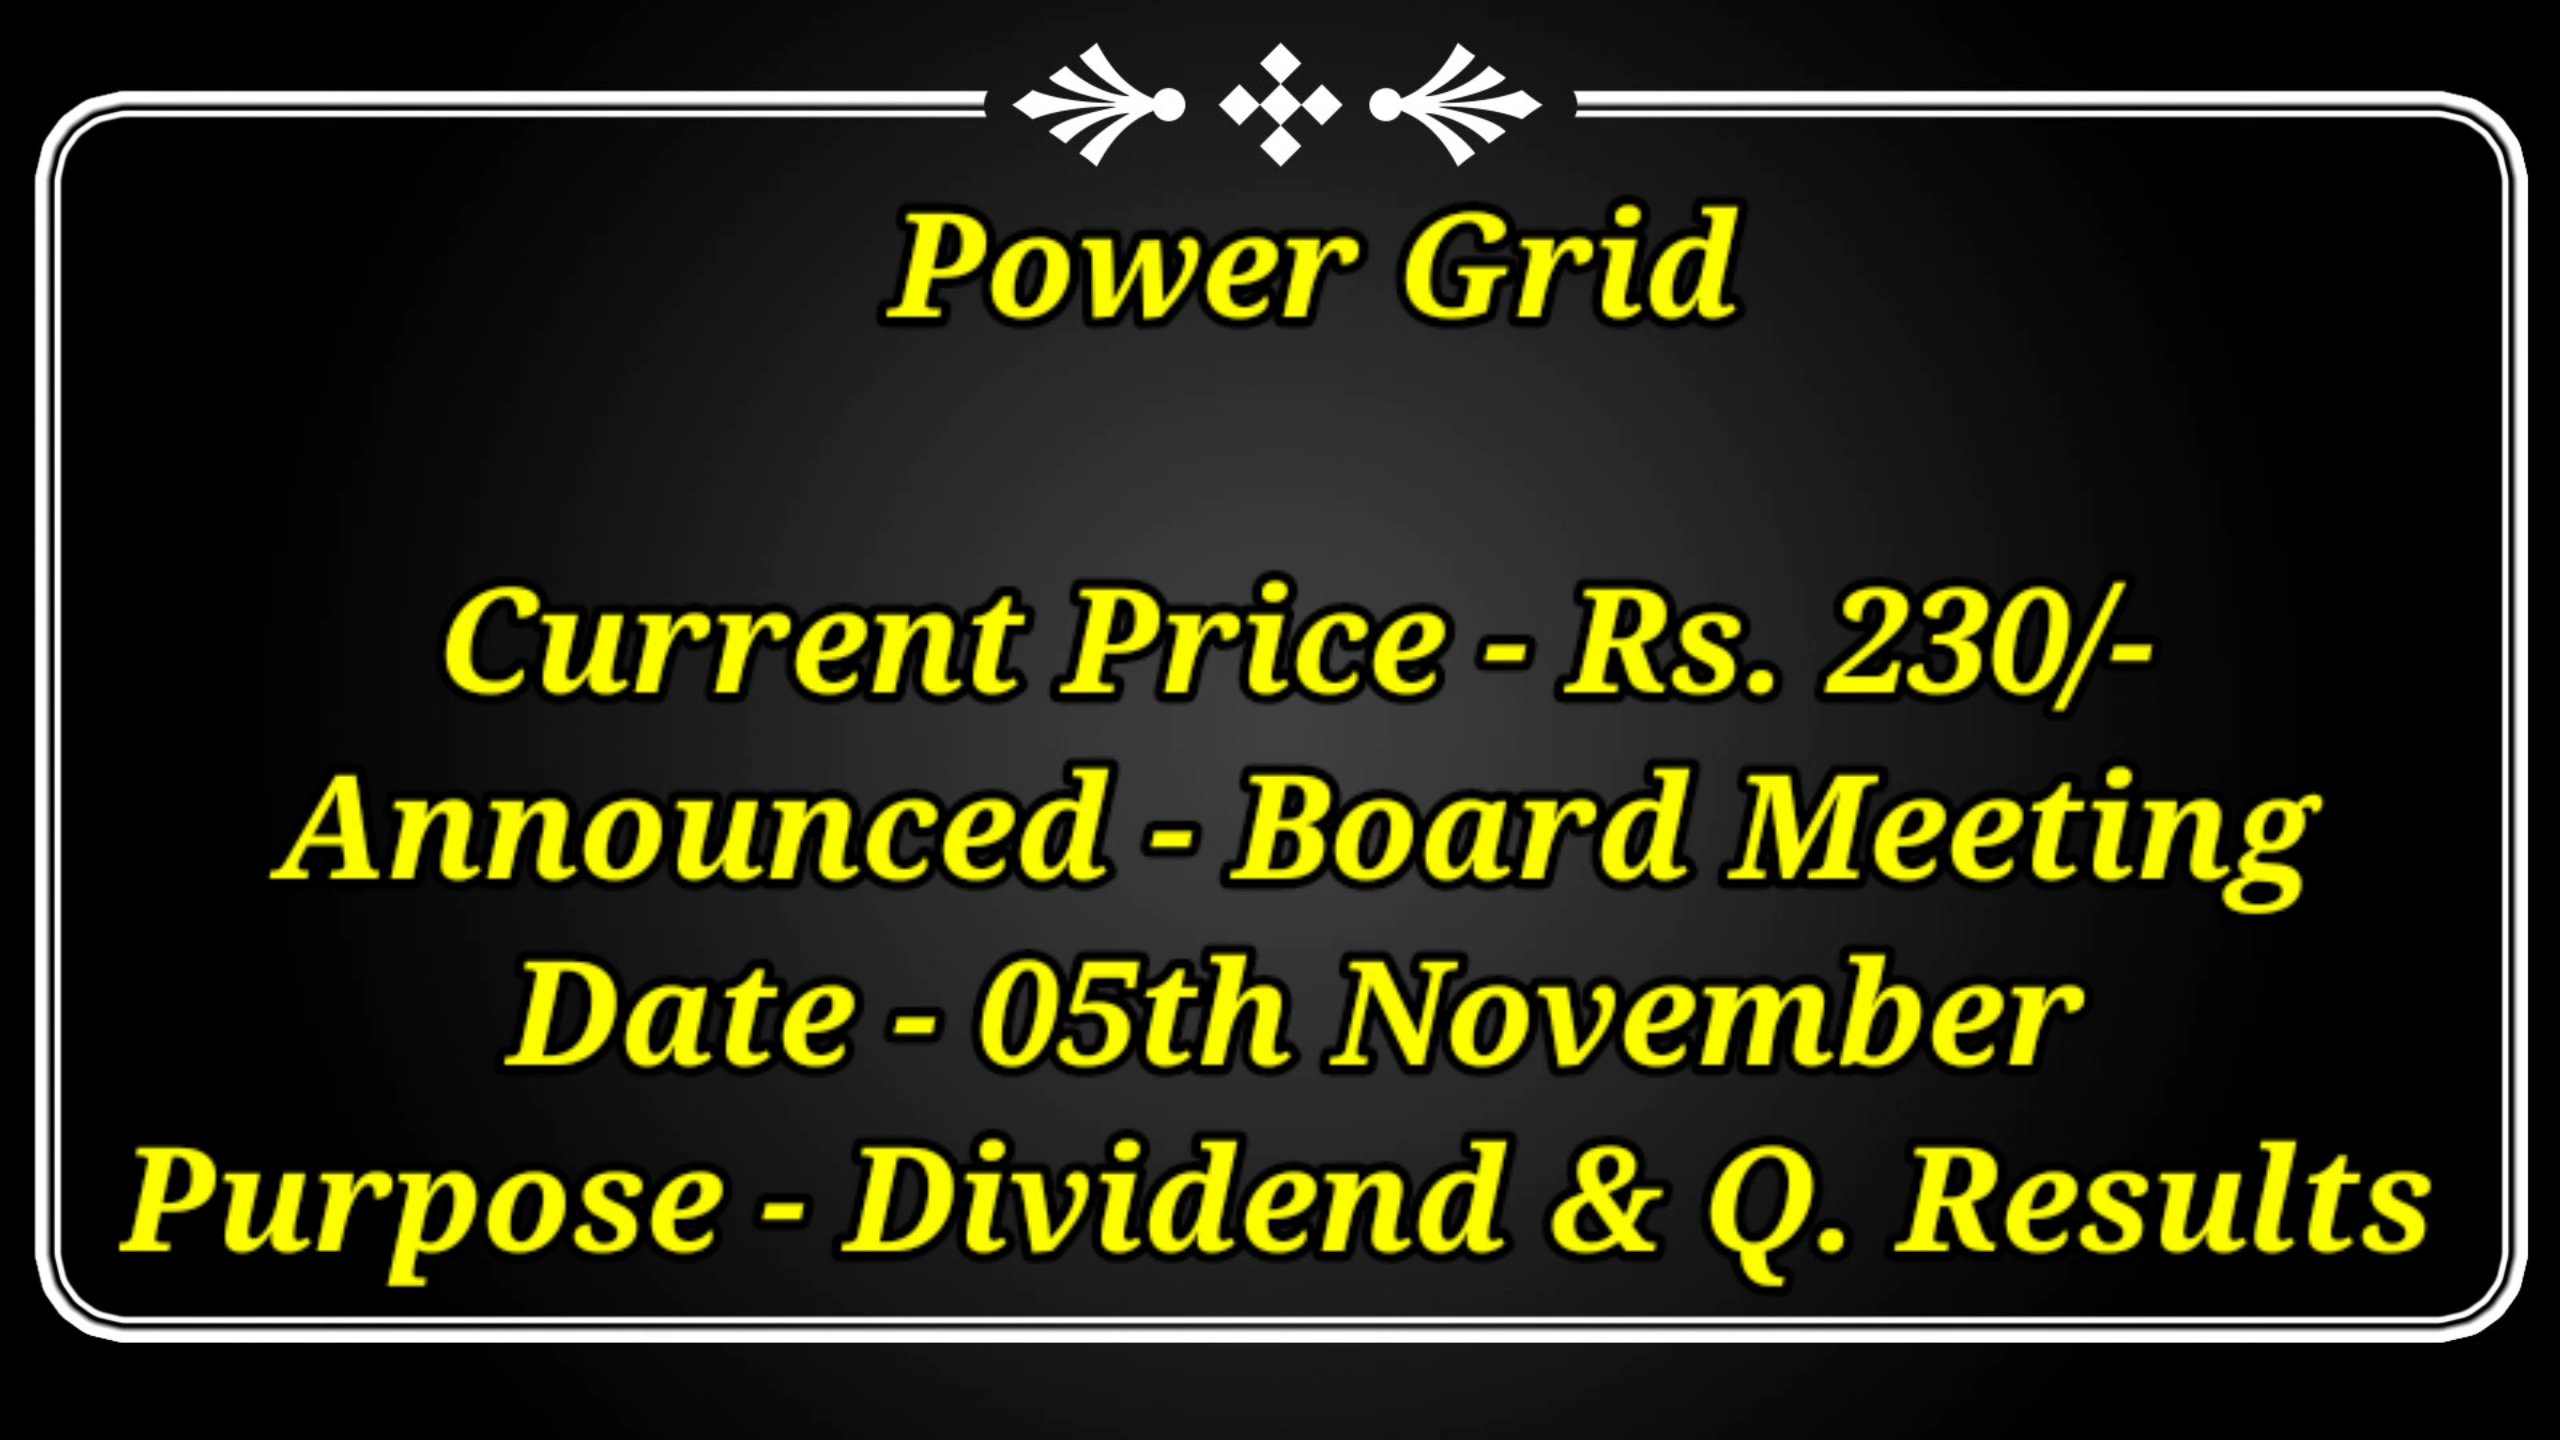 Power Grid
Current Price - Rs. 230/-
Announced - Board Meeting
Date - 05th November
Purpose - Dividend & Q. Results